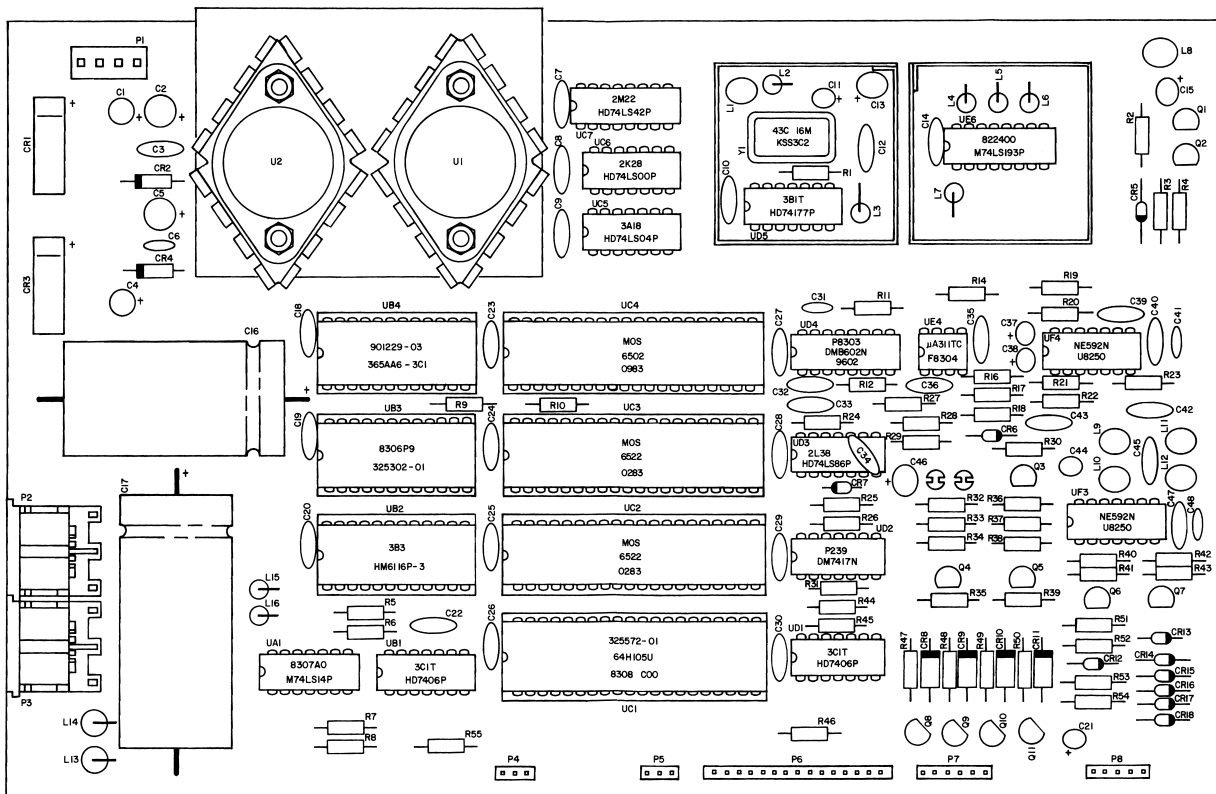 P1
C1
C2
C3
CR1
CR2
C5
C6
CR3
CR4
C4
U2
U1
C7
2M22
HD74LS42P
UC7
UC6
C8
2K28
HD74LS00P
UC5
C9
3A18
HD74LS04P
L1
L2
C11
C13
43C 16M
KSS3C2
Y1
C12
R1
C10
3B1T
HD74177P
L3
UD5
L4
L5
L6
C14
UE6
822400
M74LS193P
L7
L8
C15
R2
Q1
Q2
CR5
R3
R4
C16
C18
UB4
901229-03
365AA6-3C1
C23
UC4
MOS
6502
0983
C27
C31
R11
UD4
P8303
DM8602N
9602
R14
UE4
μA311TC
F8304
C35
R19
R20
C39
C37
C38
UF4
NE592N
U8250
C40
C41
C32
R12
C36
R16
R17
R21
R22
R23
R9
R10
C33
R27
R18
C42
C19
UB3
8306P9
325302-01
C24
UC3
MOS
6522
0283
C28
R24
R28
R29
C43
UD3
2L38
HD74LS86P
C34
CR6
R30
L9
L11
C45
C46
C44
Q3
L10
L12
CR7
C17
P2
C20
UB2
3B3
HM6116P-3
C25
UC2
MOS
6522
0283
C29
R25
R26
UD2
P239
DM7417N
R32
R33
R34
R36
R37
R38
UF3
NE592N
U8250
C47
C48
R40
R41
R42
R43
L15
L16
R31
Q4
Q5
R35
R39
Q6
Q7
R5
R6
C22
C26
R44
R45
R51
R52
UA1
8307A0
M74LS14P
UB1
3C1T
HD7406P
325572-01
64H105U
8308 C00
UC1
C30
UD1
3C1T
HD7406P
R47
CR8
R48
CR9
R49
CR10
R50
CR11
CR12
R53
R54
CR13
CR14
CR15
CR16
CR17
CR18
P3
L14
L13
R7
R8
R55
R46
Q8
Q9
Q10
Q11
C21
P4
P5
P6
P7
P8